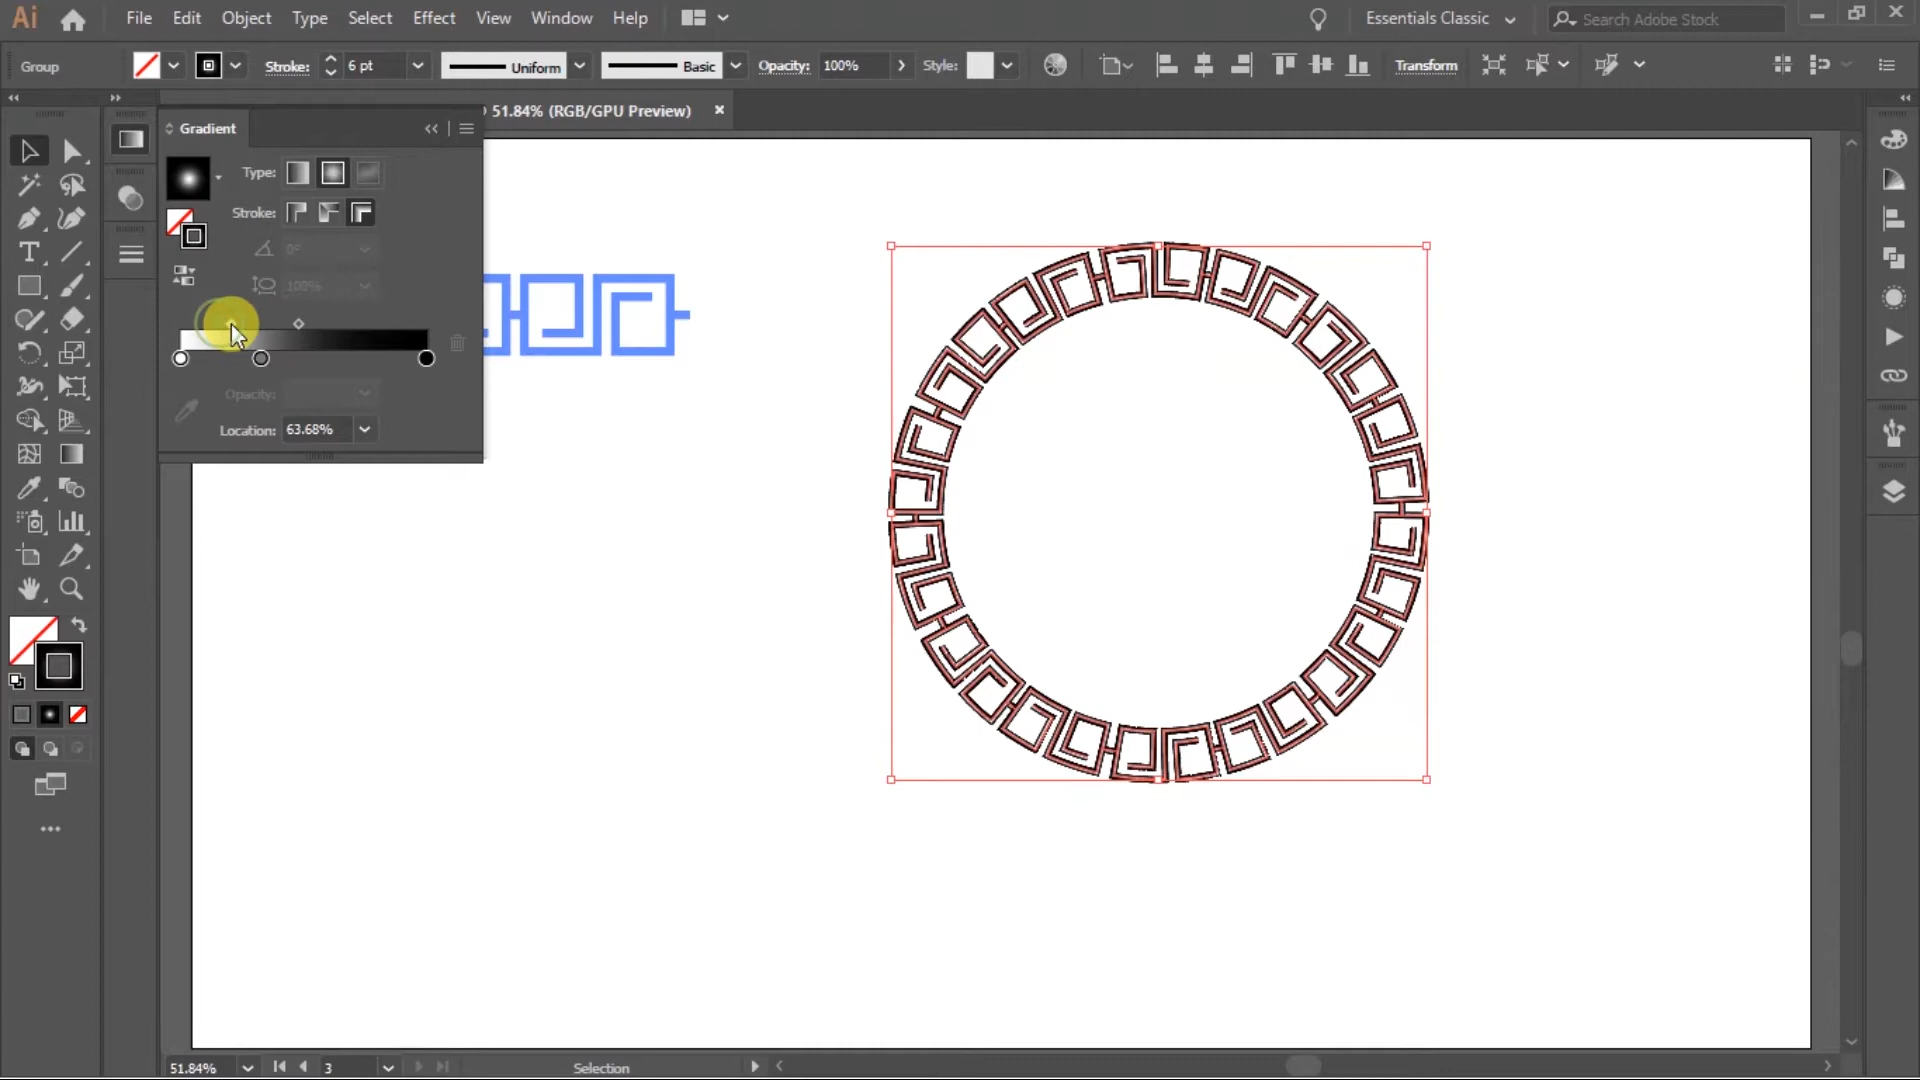 Ai File Edit Object Type Select Effect View Window Help Essentials Classic Search Adobe Stock
Group Stroke: 6 pt Uniform Basic Opacity: 100% Style: Transform
51.84% (RGB/GPU Preview)
Gradient
Type:
Stroke:
0°
100%
Opacity:
Location: 63.68%
51.84% 3 Selection